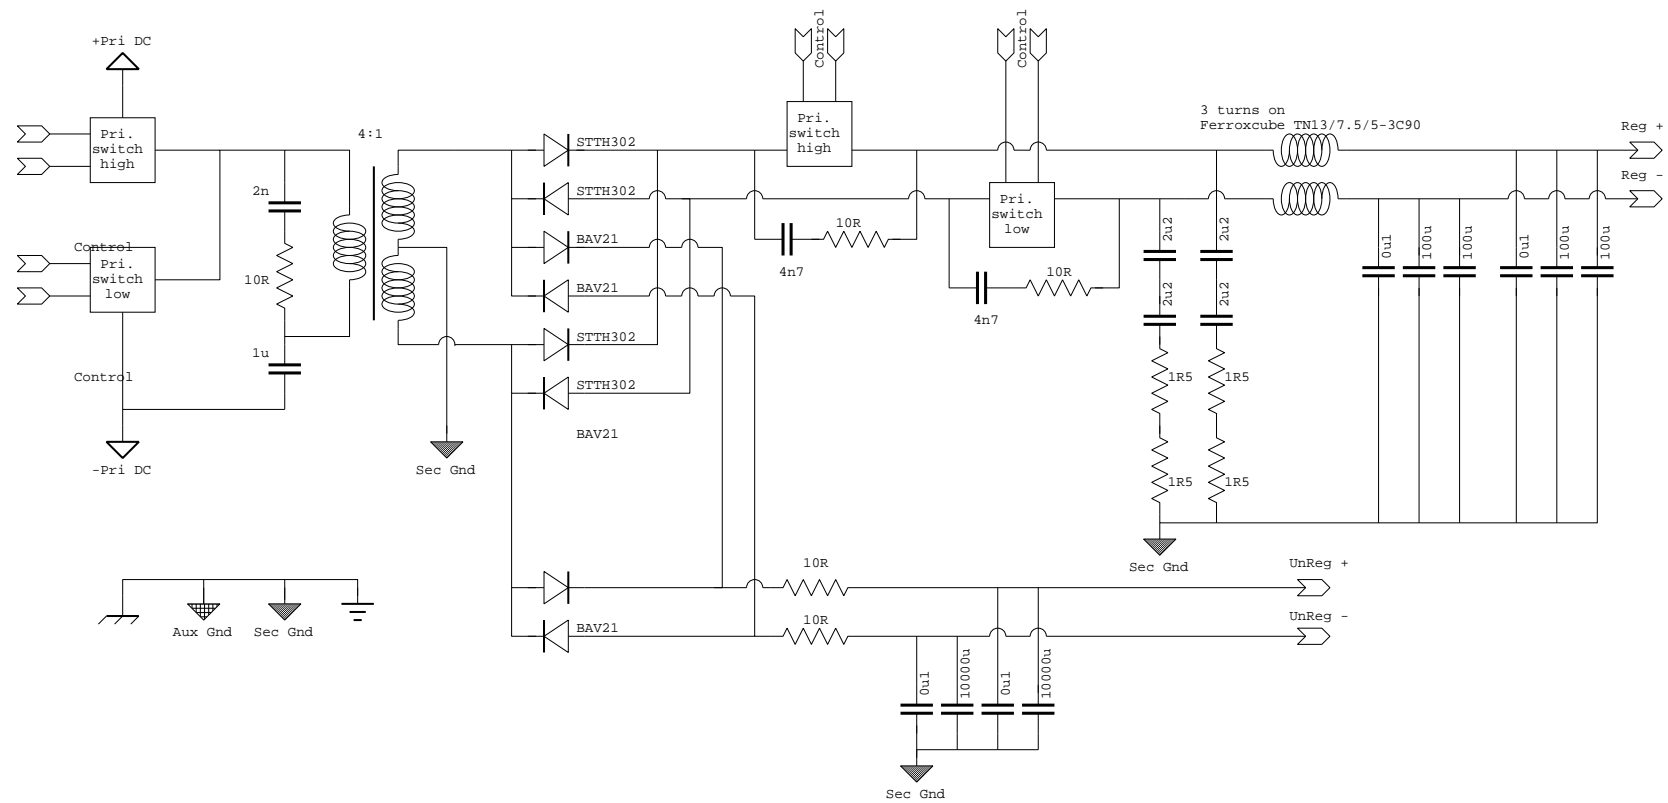 +Pri DC
Control
Control
3 turns on
Ferroxcube TN13/7.5/5-3C90
Reg +
Pri.
switch
high
4:1
STTH302
Pri.
switch
high
Reg -
2n
STTH302
Pri.
switch
low
10R
BAV21
2u2
2u2
0u1
100u
100u
0u1
100u
100u
Control
Pri.
switch
low
10R
4n7
10R
BAV21
2u2
2u2
4n7
STTH302
1u
Control
STTH302
1R5
1R5
BAV21
-Pri DC
Sec Gnd
1R5
1R5
Sec Gnd
10R
UnReg +
Aux Gnd
Sec Gnd
BAV21
10R
UnReg -
0u1
10000u
0u1
10000u
Sec Gnd